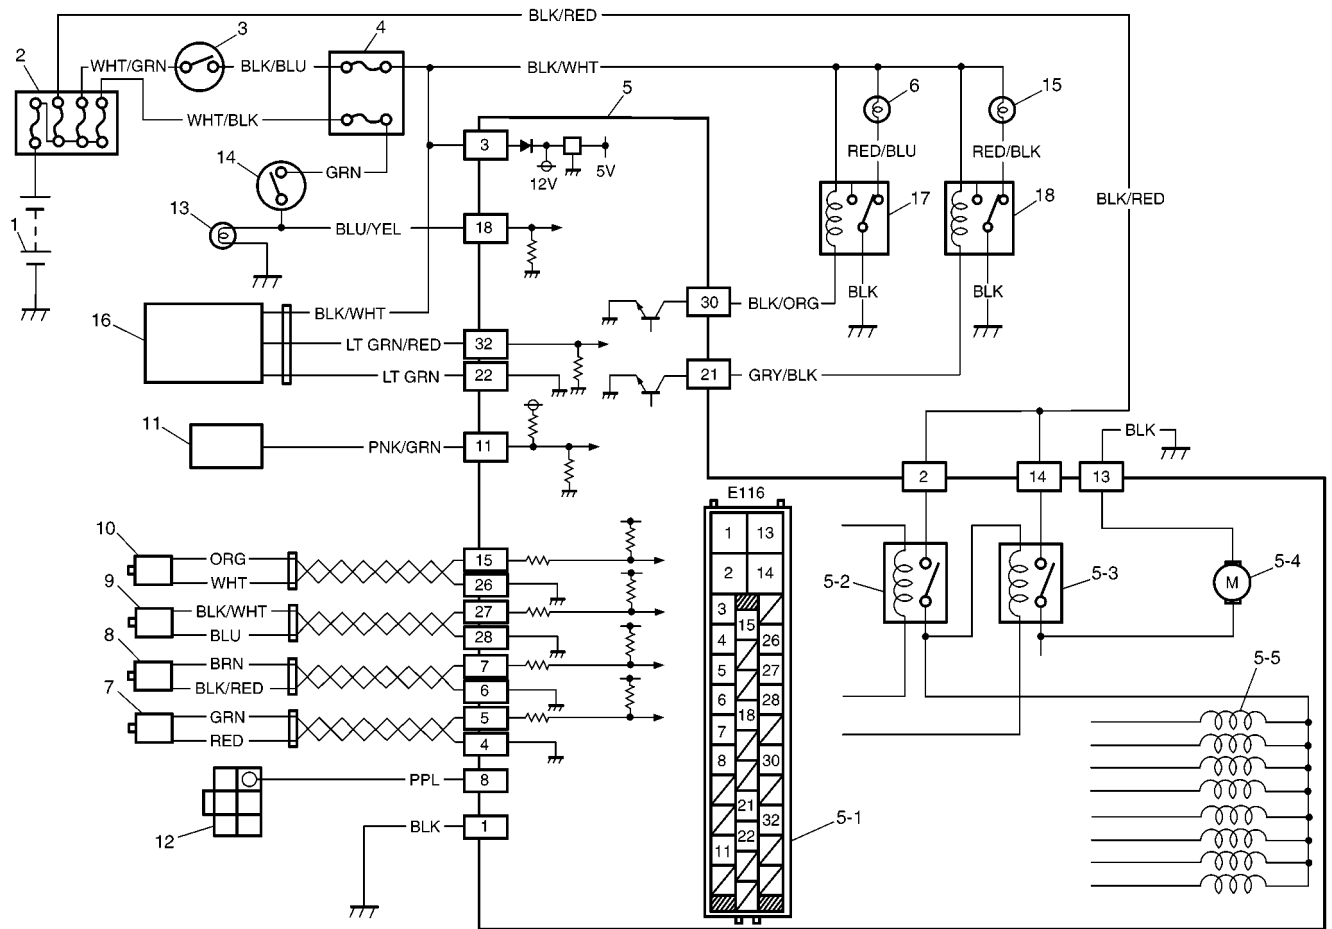 BLK/RED
3
4
2
WHT/GRN
BLK/BLU
BLK/WHT
5
6
15
WHT/BLK
3
12V
5V
RED/BLU
RED/BLK
14
GRN
BLK/RED
13
BLU/YEL
18
17
18
1
16
BLK/WHT
BLK
BLK
30
BLK/ORG
LT GRN/RED
32
LT GRN
22
21
GRY/BLK
11
PNK/GRN
11
BLK
2
14
13
E116
1
13
2
14
3
15
4
26
5
27
6
28
18
7
8
30
21
32
22
11
5-1
10
ORG
WHT
15
26
9
BLK/WHT
BLU
27
28
8
BRN
BLK/RED
7
6
7
GRN
RED
5
4
5-2
5-3
M
5-4
5-5
12
PPL
8
BLK
1